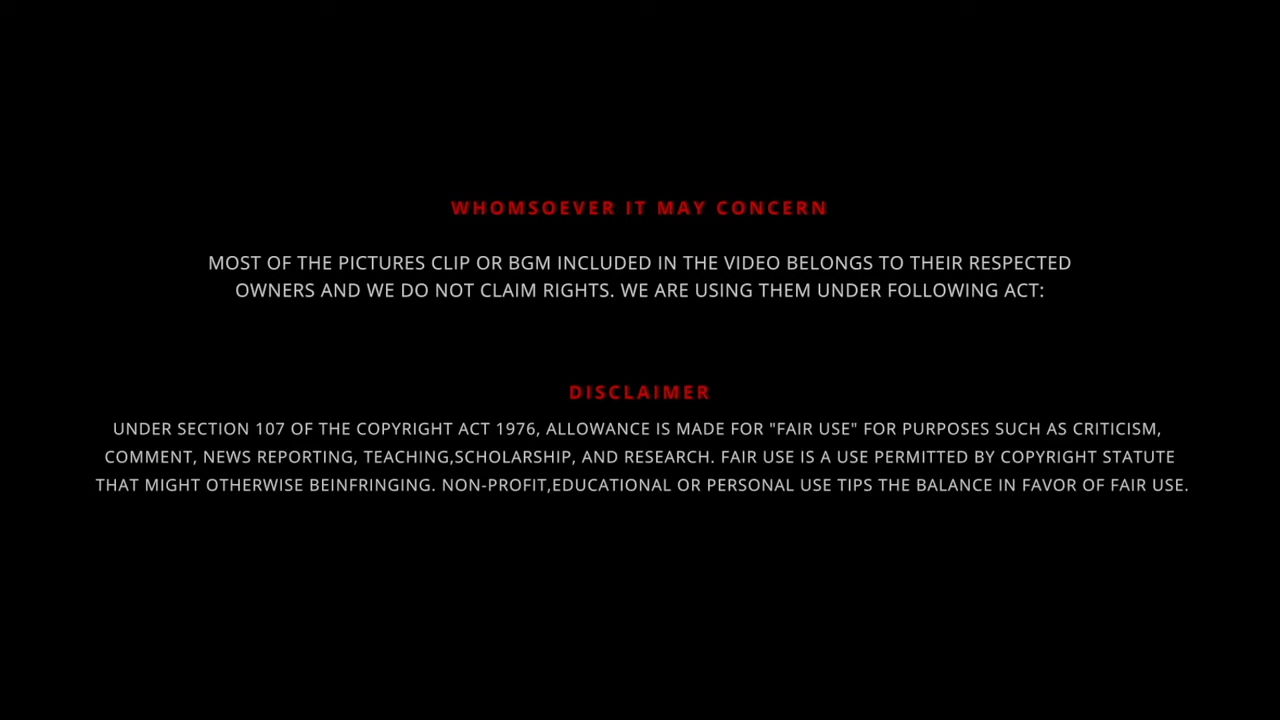 WHOMSOEVER IT MAY CONCERN
MOST OF THE PICTURES CLIP OR BGM INCLUDED IN THE VIDEO BELONGS TO THEIR RESPECTED
OWNERS AND WE DO NOT CLAIM RIGHTS. WE ARE USING THEM UNDER FOLLOWING ACT:
DISCLAIMER
UNDER SECTION 107 OF THE COPYRIGHT ACT 1976, ALLOWANCE IS MADE FOR "FAIR USE" FOR PURPOSES SUCH AS CRITICISM,
COMMENT, NEWS REPORTING, TEACHING,SCHOLARSHIP, AND RESEARCH. FAIR USE IS A USE PERMITTED BY COPYRIGHT STATUTE
THAT MIGHT OTHERWISE BEINFRINGING. NON-PROFIT,EDUCATIONAL OR PERSONAL USE TIPS THE BALANCE IN FAVOR OF FAIR USE.